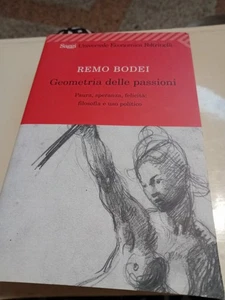 Saggi Universale Economica Feltrinelli
REMO BODEI
Geometria delle passioni
Paura, speranza, felicità:
filosofia e uso politico